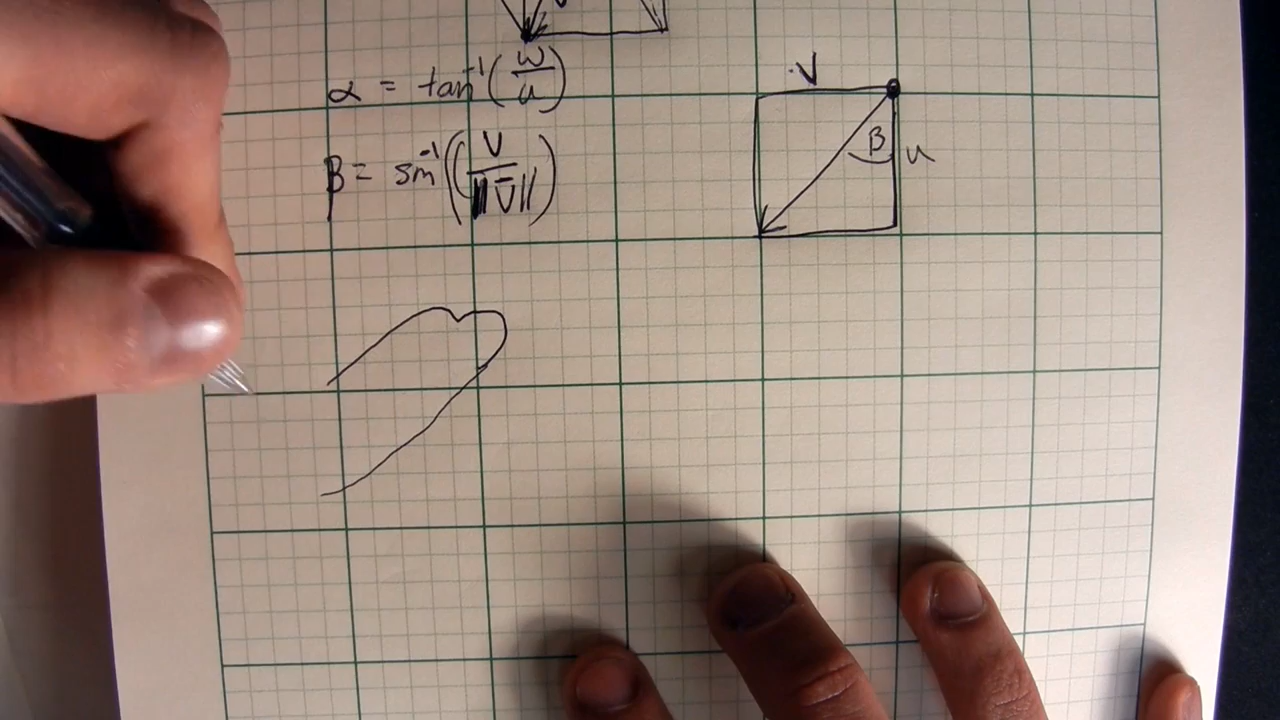 α = tan⁻¹(w/u)
β = sin⁻¹(V/‖V̄‖)
V
β
u